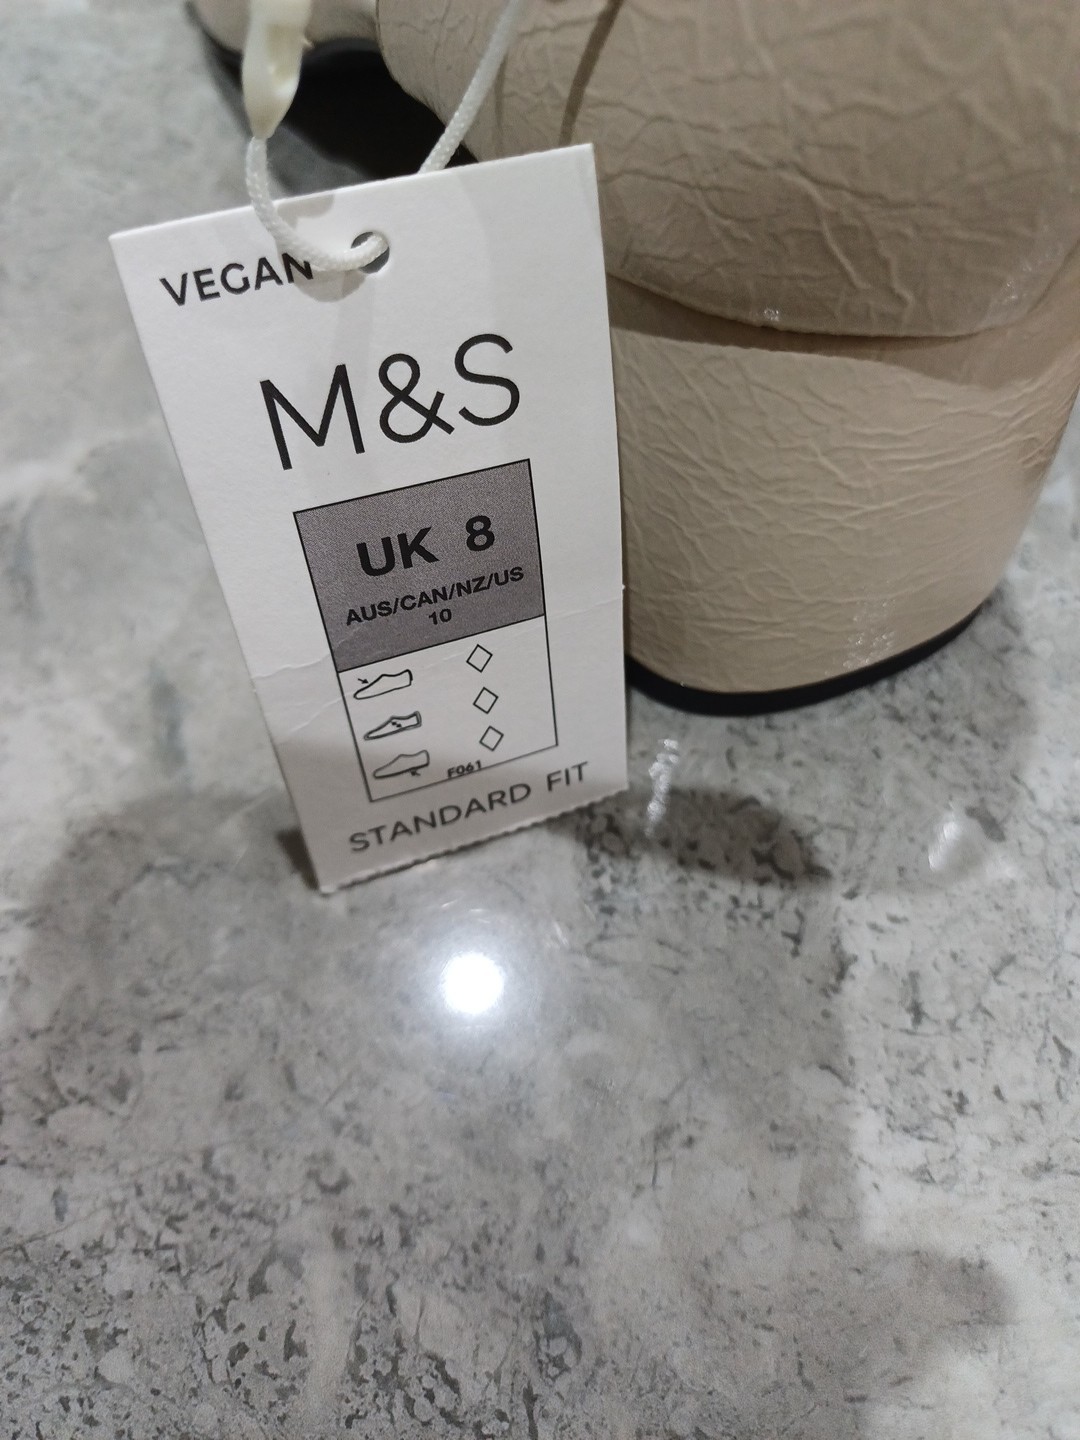 VEGAN
M&S
UK 8
AUS/CAN/NZ/US
10
F061
STANDARD FIT